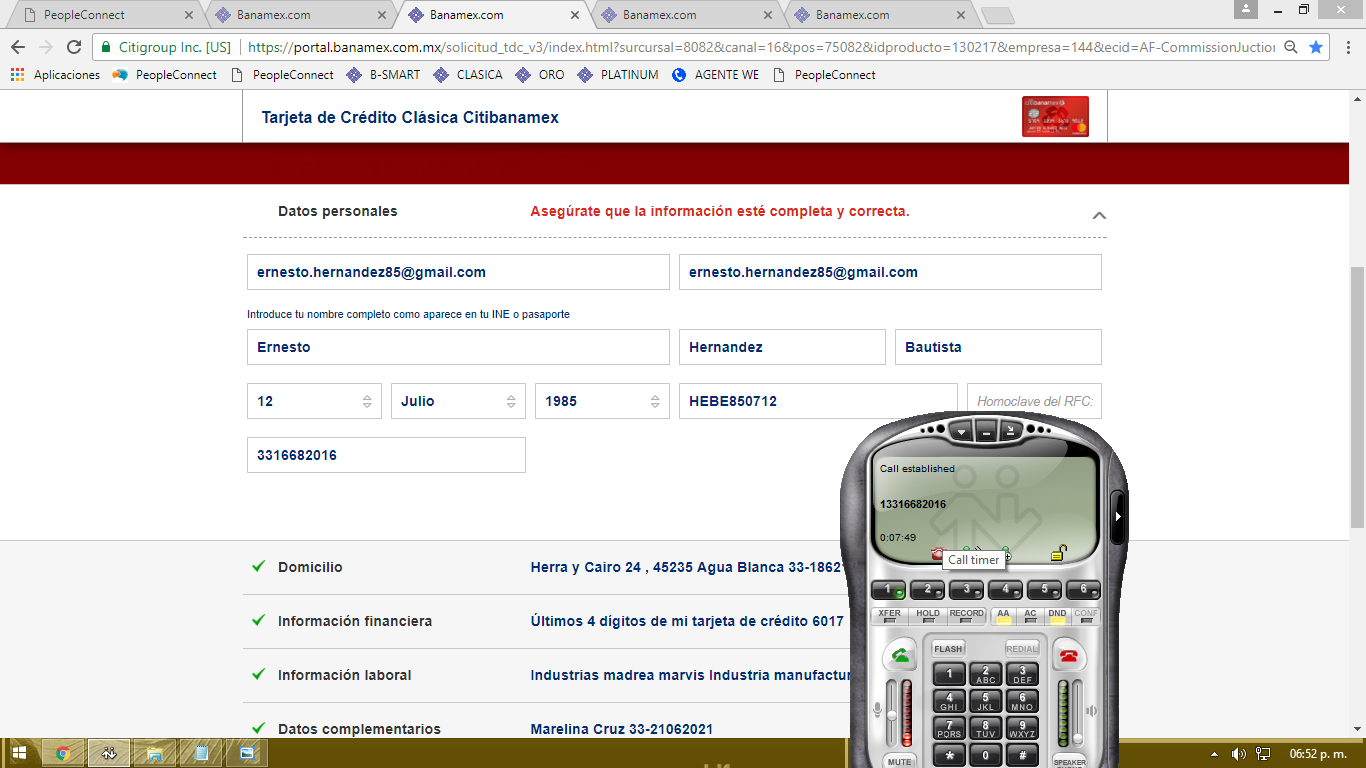 PeopleConnect Banamex.com Banamex.com Banamex.com Banamex.com
Citigroup Inc. [US] https://portal.banamex.com.mx/solicitud_tdc_v3/index.html?surcursal=8082&canal=16&pos=75082&idproducto=130217&empresa=144&ecid=AF-CommissionJuctio
Aplicaciones PeopleConnect PeopleConnect B-SMART CLASICA ORO PLATINUM AGENTE WE PeopleConnect
Tarjeta de Crédito Clásica Citibanamex
Datos personales Asegúrate que la información esté completa y correcta.
ernesto.hernandez85@gmail.com ernesto.hernandez85@gmail.com
Introduce tu nombre completo como aparece en tu INE o pasaporte
Ernesto Hernandez Bautista
12 Julio 1985 HEBE850712 Homoclave del RFC:
3316682016
Call established
13316682016
0:07:49
Call timer
Domicilio Herra y Cairo 24 , 45235 Agua Blanca 33-1862
Información financiera Últimos 4 dígitos de mi tarjeta de crédito 6017
Información laboral Industrias madrea marvis Industria manufactur
Datos complementarios Marelina Cruz 33-21062021
1 2 3 4 5 6
XFER HOLD RECORD AA AC DND CONF
FLASH REDIAL
1 2 ABC 3 DEF
4 GHI 5 JKL 6 MNO
7 PQRS 8 TUV 9 WXYZ
* 0 #
MUTE SPEAKER
06:52 p. m.